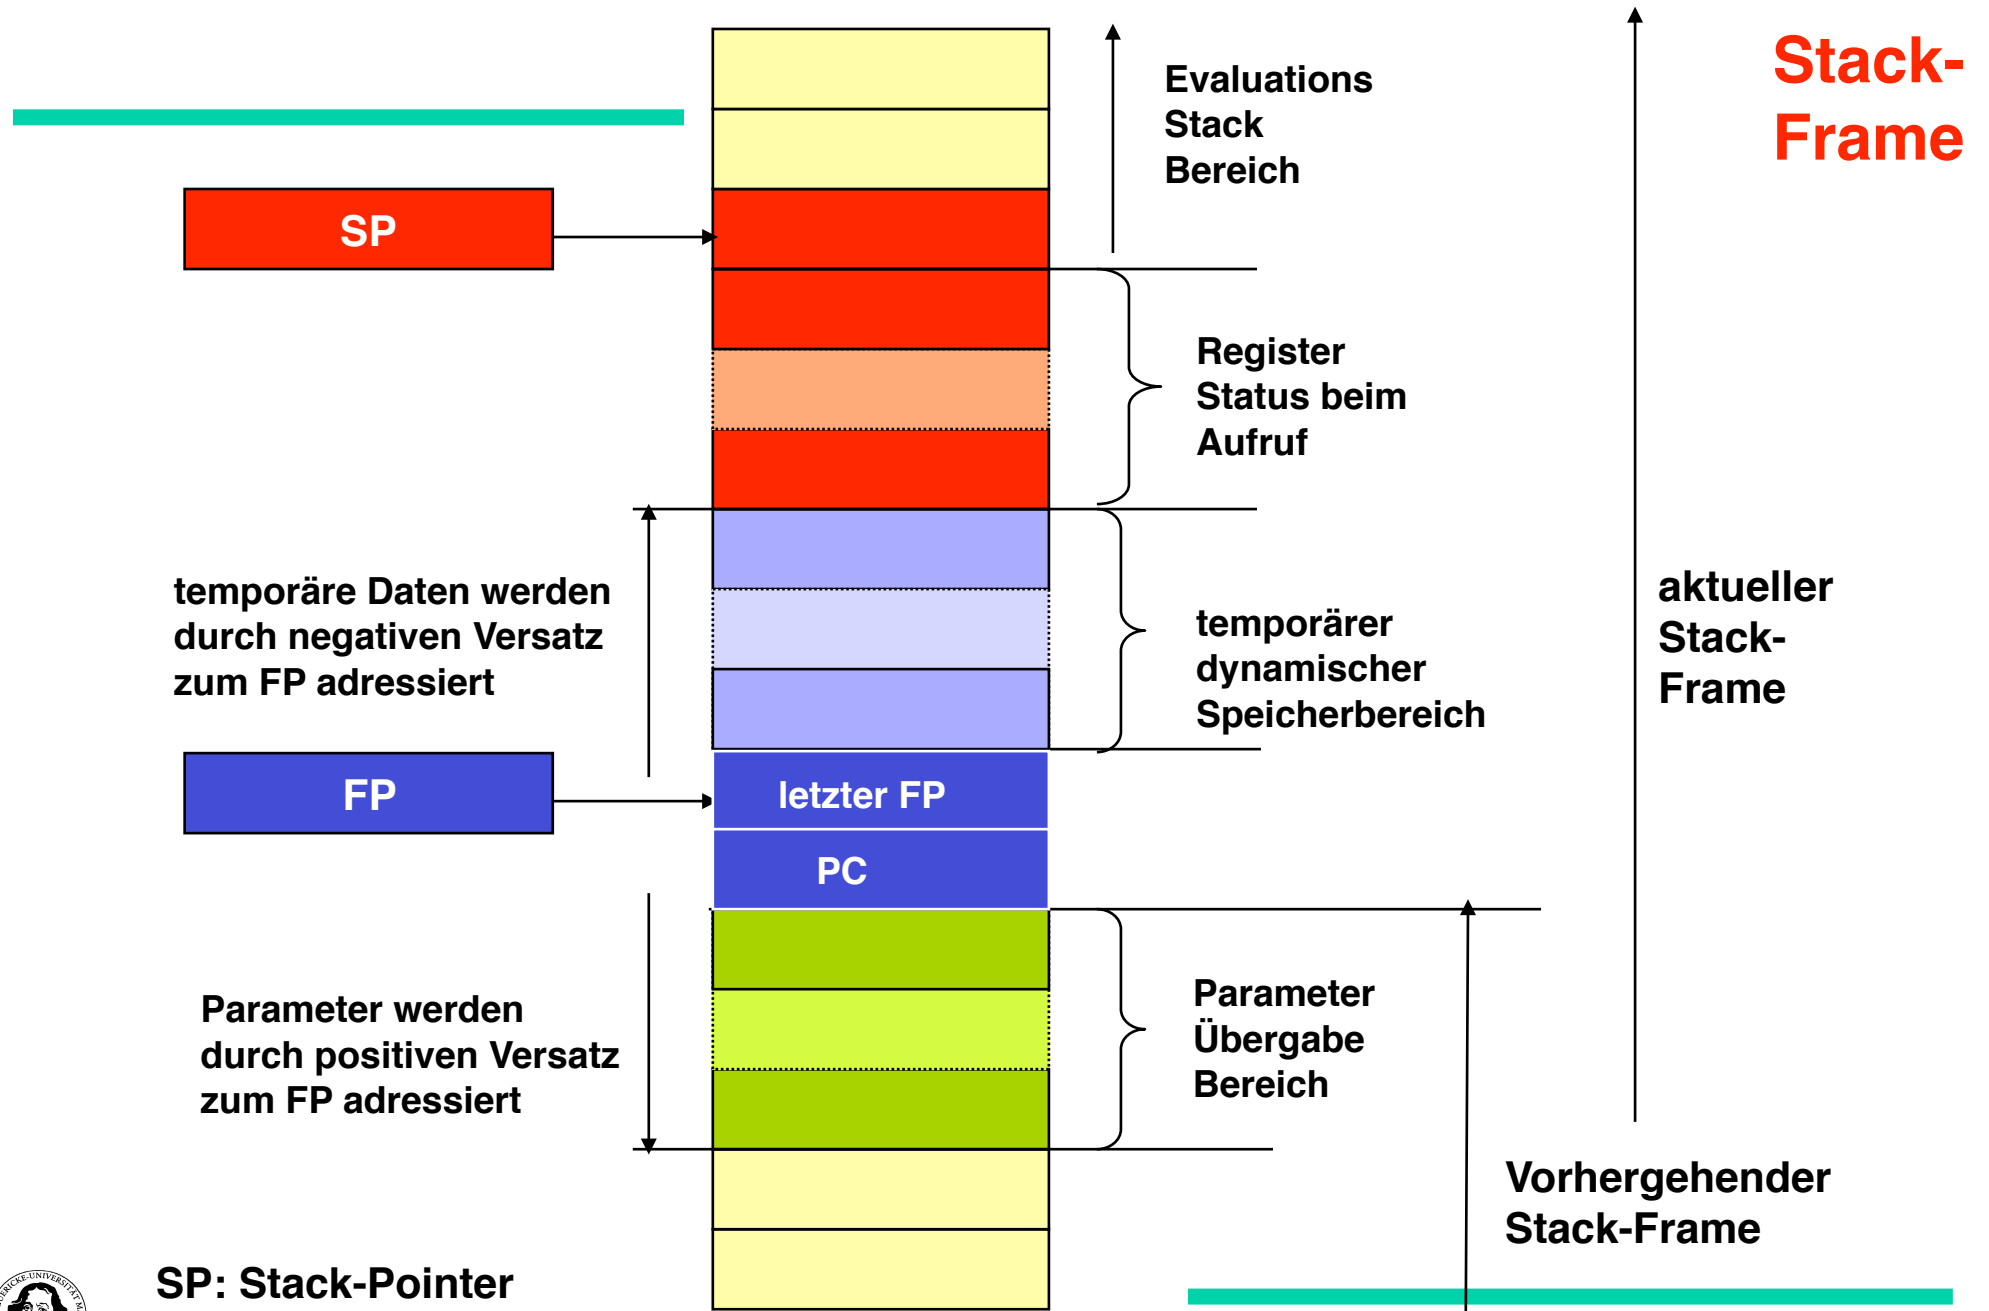 Stack-
Frame
Evaluations
Stack
Bereich
SP
Register
Status beim
Aufruf
temporäre Daten werden
durch negativen Versatz
zum FP adressiert
temporärer
dynamischer
Speicherbereich
aktueller
Stack-
Frame
FP
letzter FP
PC
Parameter werden
durch positiven Versatz
zum FP adressiert
Parameter
Übergabe
Bereich
Vorhergehender
Stack-Frame
SP: Stack-Pointer